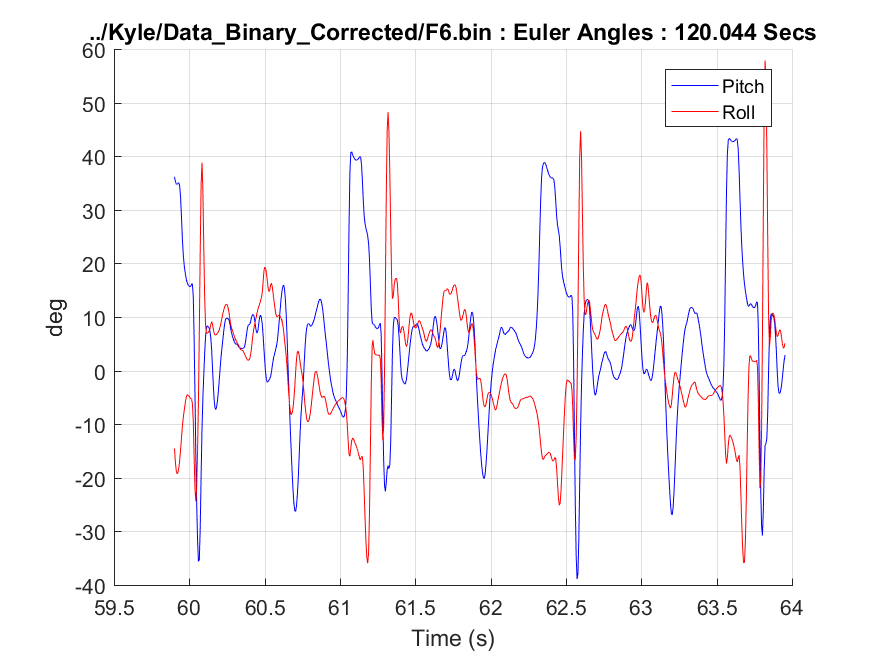 ../Kyle/Data_Binary_Corrected/F6.bin : Euler Angles : 120.044 Secs
60
50
40
30
20
10
0
-10
-20
-30
-40
deg
Pitch
Roll
59.5 60 60.5 61 61.5 62 62.5 63 63.5 64
Time (s)